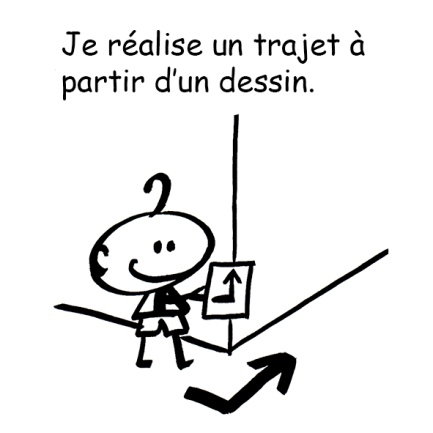 Je réalise un trajet à
partir d'un dessin.